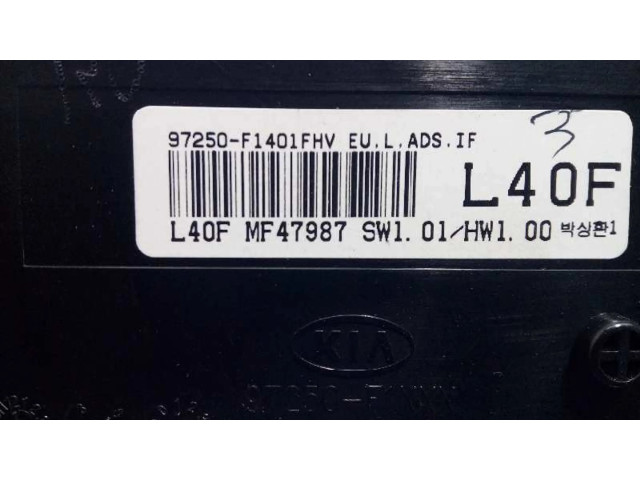 3
97250-F1401FHV EU.L.ADS.IF
L40F
L40F MF47987 SW1.01/HW1.00 박상환1
KIA